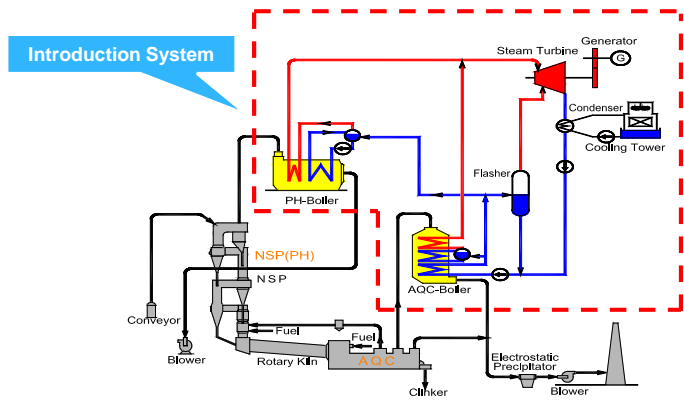 Introduction System
Generator
G
Steam Turbine
Condenser
Cooling Tower
Flasher
PH-Boiler
AQC-Boiler
NSP(PH)
NSP
Conveyor
Blower
Fuel
Fuel
Rotary Kiln
AQC
Clinker
Electrostatic
Precipitator
Blower